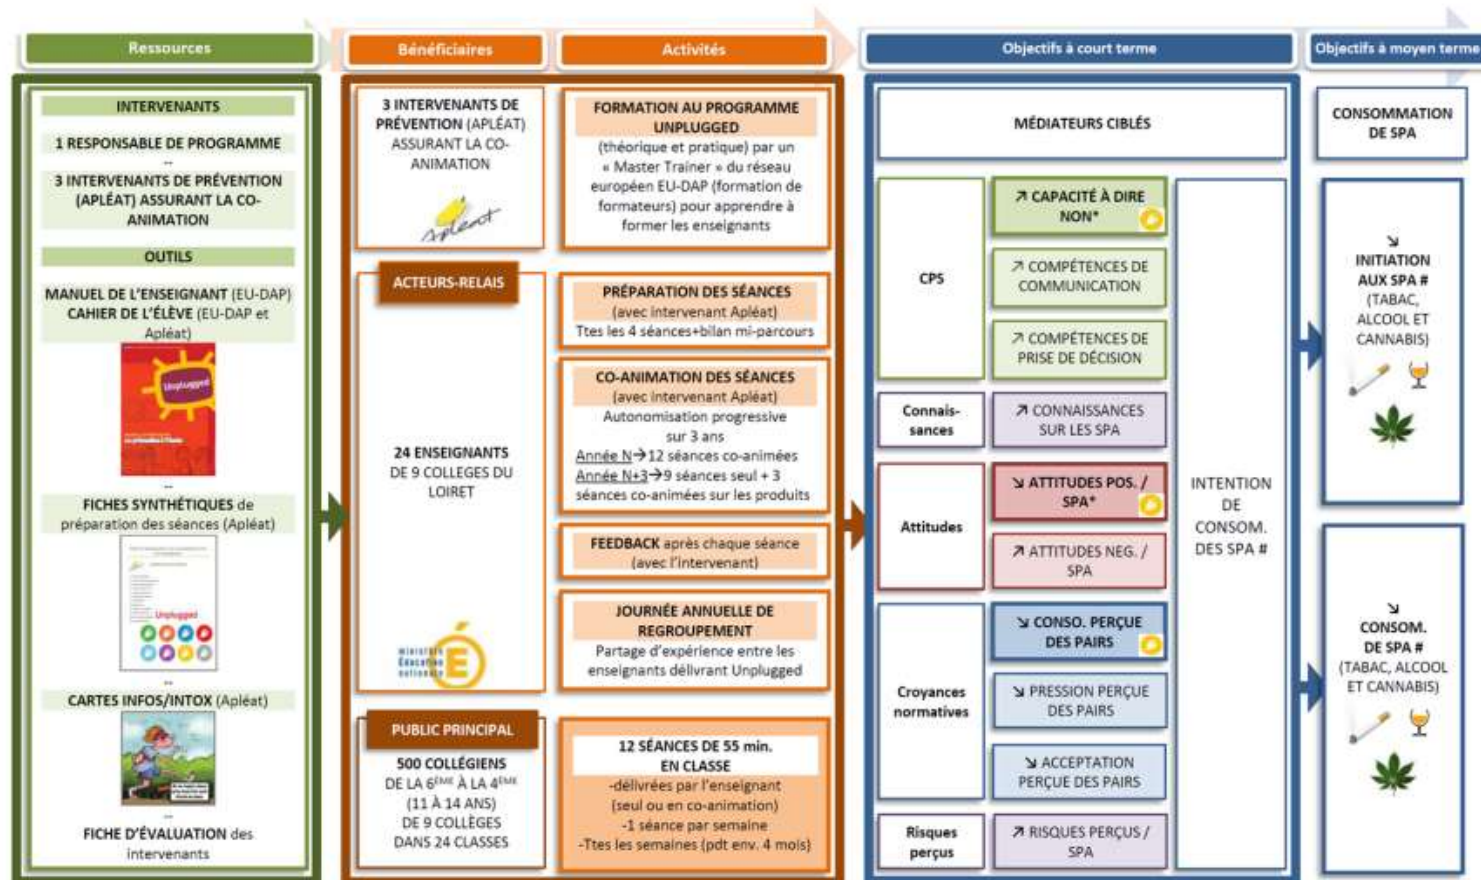 Ressources
Bénéficiaires
Activités
Objectifs à court terme
Objectifs à moyen terme
INTERVENANTS
1 RESPONSABLE DE PROGRAMME
--
3 INTERVENANTS DE PRÉVENTION
(APLÉAT) ASSURANT LA CO-
ANIMATION
OUTILS
MANUEL DE L'ENSEIGNANT (EU-DAP)
CAHIER DE L'ÉLÈVE (EU-DAP et
Apléat)
Unplugged
--
FICHES SYNTHÉTIQUES de
préparation des séances (Apléat)
Unplugged
--
CARTES INFOS/INTOX (Apléat)
--
FICHE D'ÉVALUATION des
intervenants
3 INTERVENANTS DE
PRÉVENTION (APLÉAT)
ASSURANT LA CO-
ANIMATION
Apléat
ACTEURS-RELAIS
24 ENSEIGNANTS
DE 9 COLLEGES DU
LOIRET
ministère
Éducation
nationale
PUBLIC PRINCIPAL
500 COLLÉGIENS
DE LA 6ÈME À LA 4ÈME
(11 À 14 ANS)
DE 9 COLLÈGES
DANS 24 CLASSES
FORMATION AU PROGRAMME
UNPLUGGED
(théorique et pratique) par un
« Master Trainer » du réseau
européen EU-DAP (formation de
formateurs) pour apprendre à
former les enseignants
PRÉPARATION DES SÉANCES
(avec intervenant Apléat)
Ttes les 4 séances+bilan mi-parcours
CO-ANIMATION DES SÉANCES
(avec intervenant Apléat)
Autonomisation progressive
sur 3 ans
Année N→12 séances co-animées
Année N+3→9 séances seul + 3
séances co-animées sur les produits
FEEDBACK après chaque séance
(avec l'intervenant)
JOURNÉE ANNUELLE DE
REGROUPEMENT
Partage d'expérience entre les
enseignants délivrant Unplugged
12 SÉANCES DE 55 min.
EN CLASSE
-délivrées par l'enseignant
(seul ou en co-animation)
-1 séance par semaine
-Ttes les semaines (pdt env. 4 mois)
MÉDIATEURS CIBLÉS
CPS
↗ CAPACITÉ À DIRE
NON*
↗ COMPÉTENCES DE
COMMUNICATION
↗ COMPÉTENCES DE
PRISE DE DÉCISION
Connais-
sances
↗ CONNAISSANCES
SUR LES SPA
Attitudes
↘ ATTITUDES POS. /
SPA*
↗ ATTITUDES NEG. /
SPA
Croyances
normatives
↘ CONSO. PERÇUE
DES PAIRS
↘ PRESSION PERÇUE
DES PAIRS
↘ ACCEPTATION
PERÇUE DES PAIRS
Risques
perçus
↗ RISQUES PERÇUS /
SPA
INTENTION
DE
CONSOM.
DES SPA #
CONSOMMATION
DE SPA
↘
INITIATION
AUX SPA #
(TABAC,
ALCOOL ET
CANNABIS)
↘
CONSOM.
DE SPA #
(TABAC, ALCOOL
ET CANNABIS)